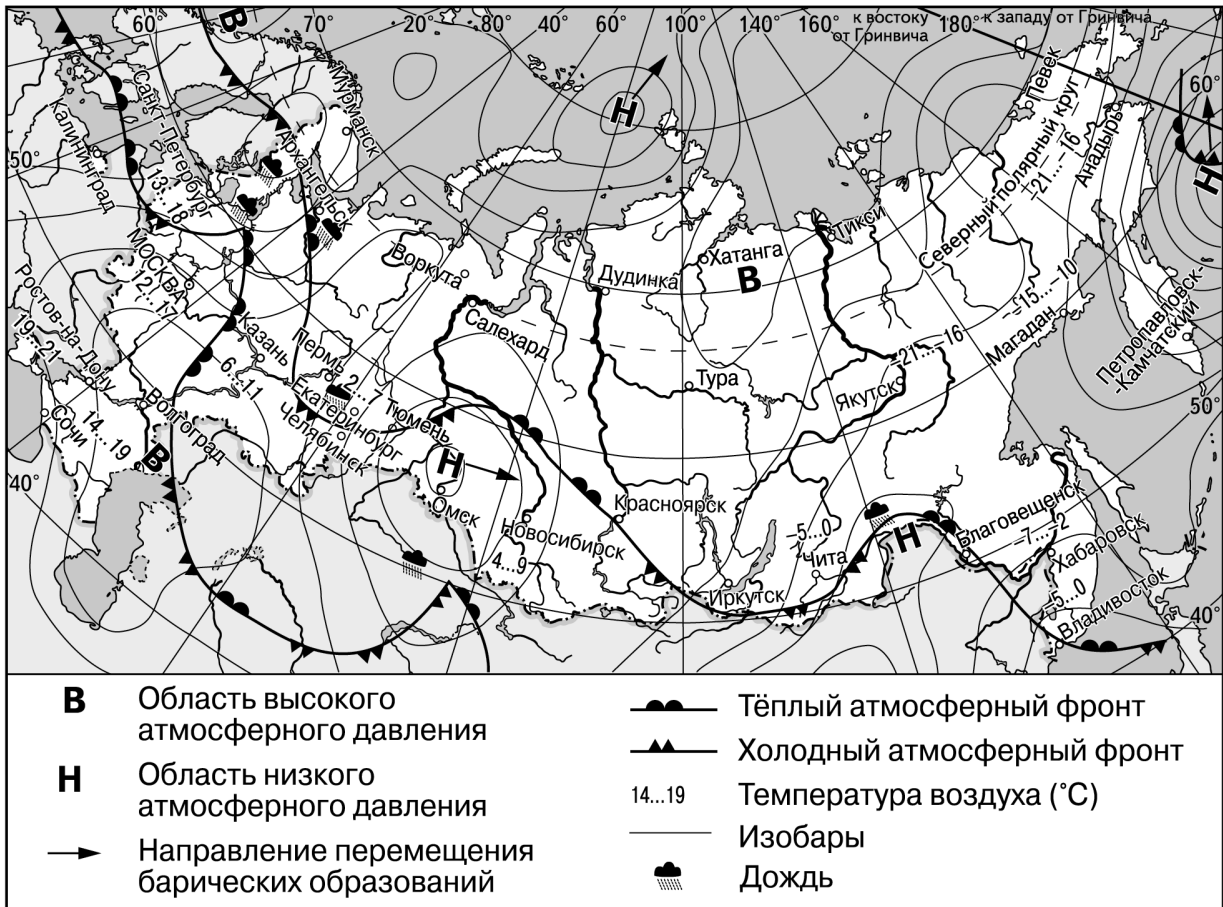 60°
В
70°
20°
80°
40°
60°
100°
140°
160°
к востоку
от Гринвича
180°
к западу от Гринвича
60°
Н
Н
50°
Калининград
Санкт-Петербург
13...18
Мурманск
Архангельск
Певек
Северный полярный круг
–21...–16
Анадырь
МОСКВА
12...17
Воркута
Дудинка
Хатанга
В
Тикси
Ростов-на-Дону
19...21
Казань
6...11
Пермь
2...7
Салехард
Тура
–21...–16
Якутск
–15...–10
Магадан
Петропавловск-
-Камчатский
50°
Сочи
14...19
В
Волгоград
Екатеринбург
Челябинск
Тюмень
Н
Омск
Новосибирск
4...9
Красноярск
–5...0
Чита
Иркутск
Н
Благовещенск
–7...–2
Хабаровск
–5...0
Владивосток
40°
40°
В Область высокого
атмосферного давления
Н Область низкого
атмосферного давления
Направление перемещения
барических образований
Тёплый атмосферный фронт
Холодный атмосферный фронт
14...19 Температура воздуха (°С)
Изобары
Дождь